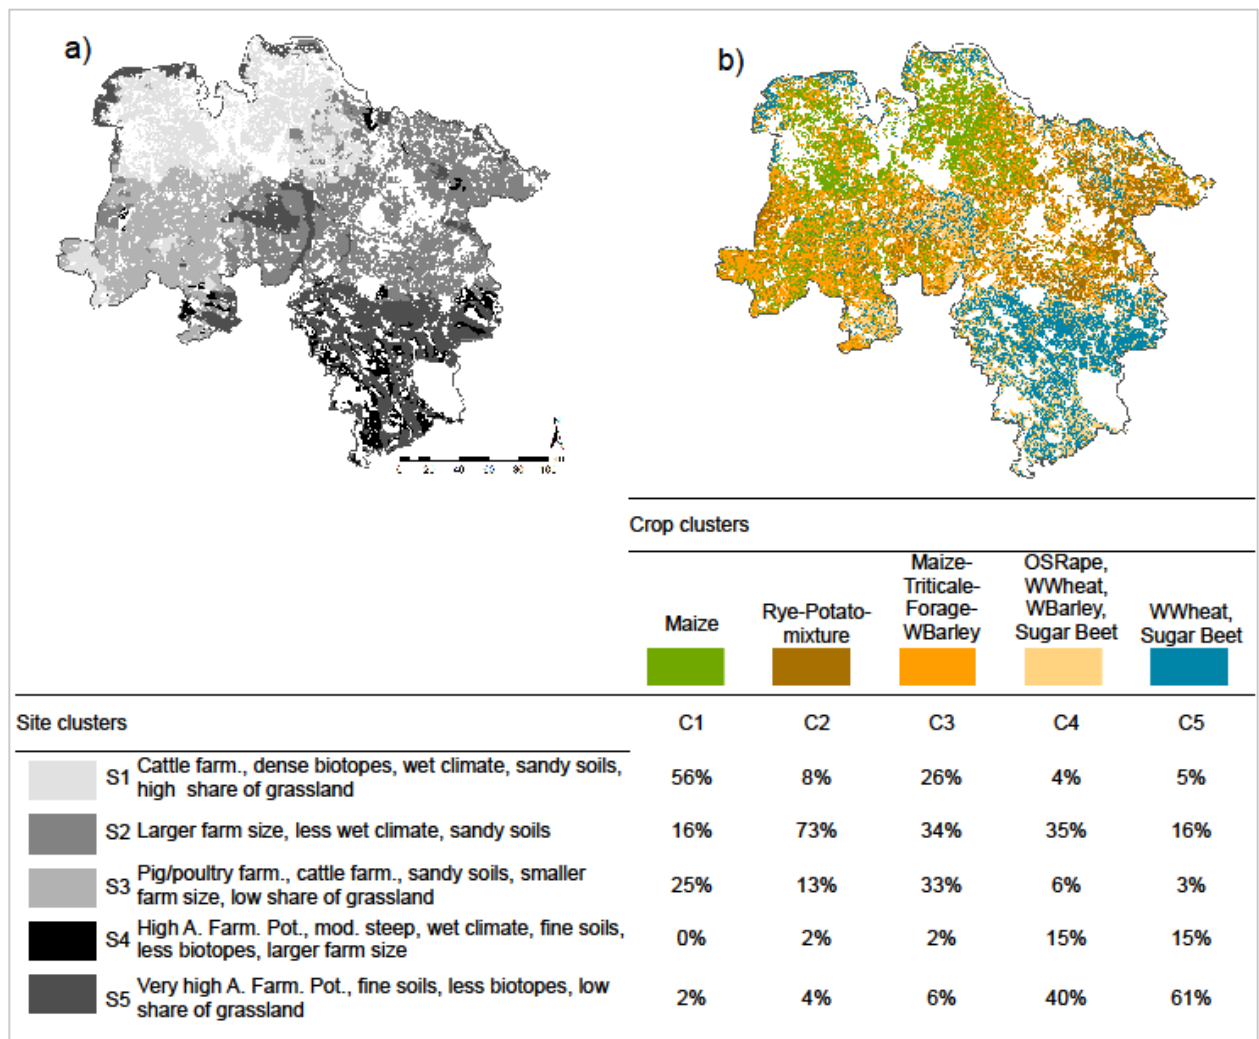 a)
b)
0 20 40 60 80 100
Crop clusters
Maize
Rye-Potato-
mixture
Maize-
Triticale-
Forage-
WBarley
OSRape,
WWheat,
WBarley,
Sugar Beet
WWheat,
Sugar Beet
Site clusters
C1 C2 C3 C4 C5
S1 Cattle farm., dense biotopes, wet climate, sandy soils,
high share of grassland
56% 8% 26% 4% 5%
S2 Larger farm size, less wet climate, sandy soils
16% 73% 34% 35% 16%
S3 Pig/poultry farm., cattle farm., sandy soils, smaller
farm size, low share of grassland
25% 13% 33% 6% 3%
S4 High A. Farm. Pot., mod. steep, wet climate, fine soils,
less biotopes, larger farm size
0% 2% 2% 15% 15%
S5 Very high A. Farm. Pot., fine soils, less biotopes, low
share of grassland
2% 4% 6% 40% 61%